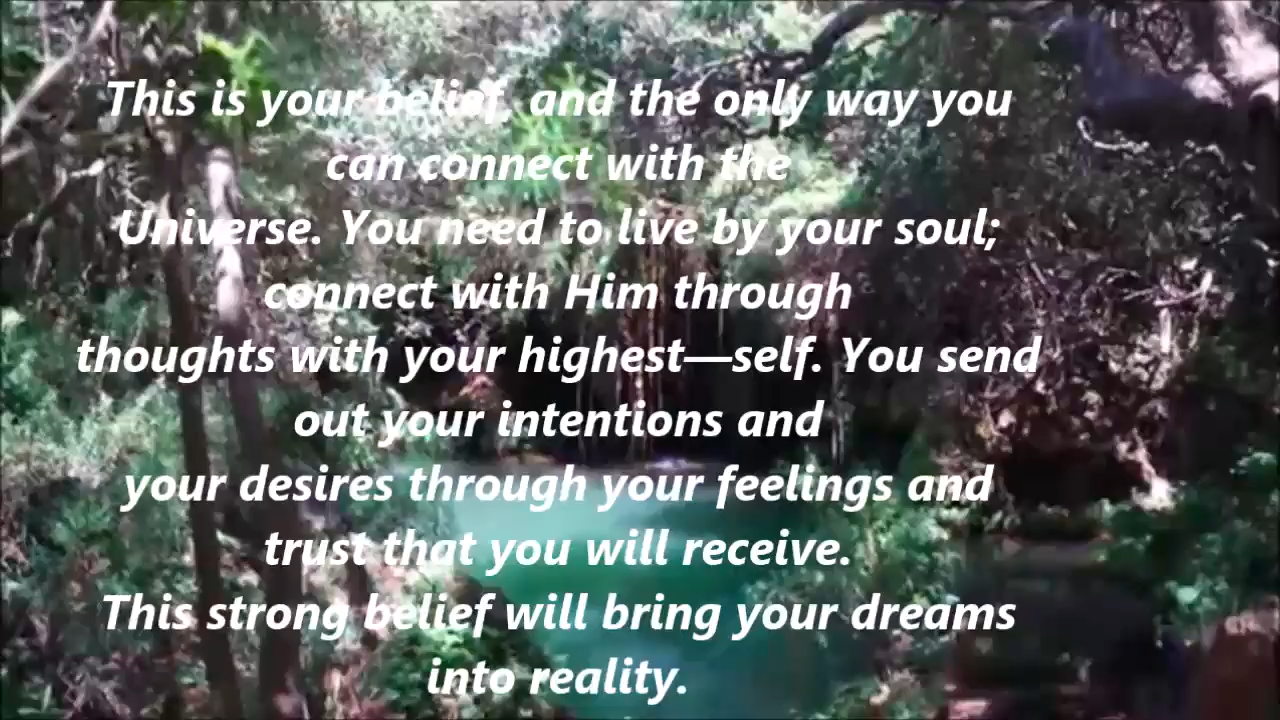 This is your belief, and the only way you
can connect with the
Universe. You need to live by your soul;
connect with Him through
thoughts with your highest—self. You send
out your intentions and
your desires through your feelings and
trust that you will receive.
This strong belief will bring your dreams
into reality.